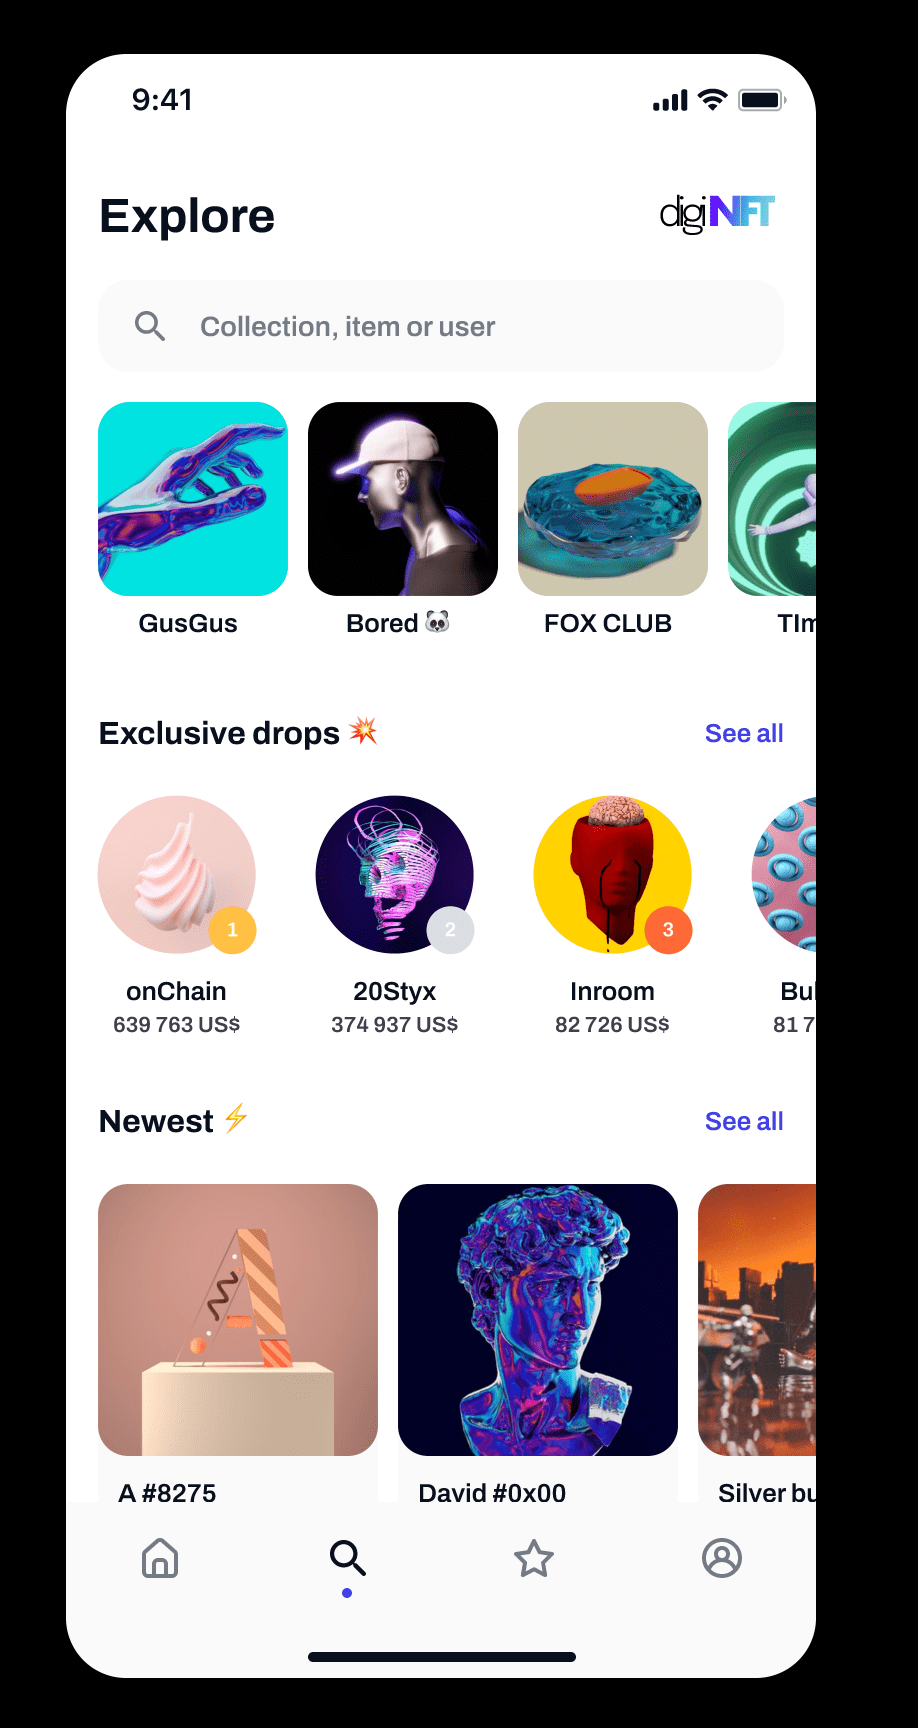 9:41
Explore
digiNFT
Collection, item or user
GusGus
Bored 🐼
FOX CLUB
TIm
Exclusive drops 💥
See all
1
2
3
onChain
20Styx
Inroom
Bul
639 763 US$
374 937 US$
82 726 US$
81 7
Newest ⚡
See all
A #8275
David #0x00
Silver bu